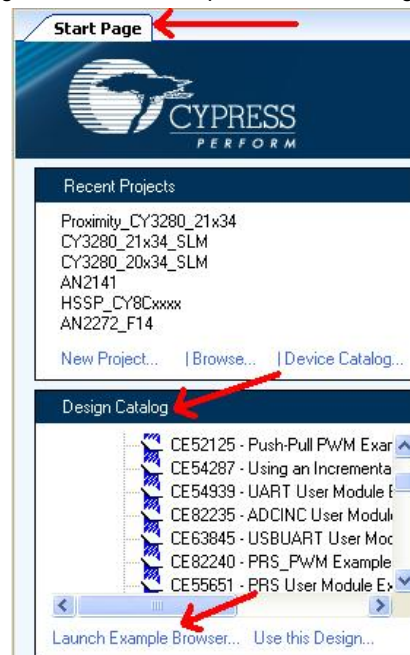 Start Page
CYPRESS
PERFORM
Recent Projects
Proximity_CY3280_21x34
CY3280_21x34_SLM
CY3280_20x34_SLM
AN2141
HSSP_CY8Cxxxx
AN2272_F14
New Project... | Browse... | Device Catalog...
Design Catalog
CE52125 - Push-Pull PWM Exar
CE54287 - Using an Incrementa
CE54939 - UART User Module E
CE82235 - ADCINC User Modul
CE63845 - USBUART User Moc
CE82240 - PRS_PWM Example
CE55651 - PRS User Module Ex
Launch Example Browser... Use this Design...